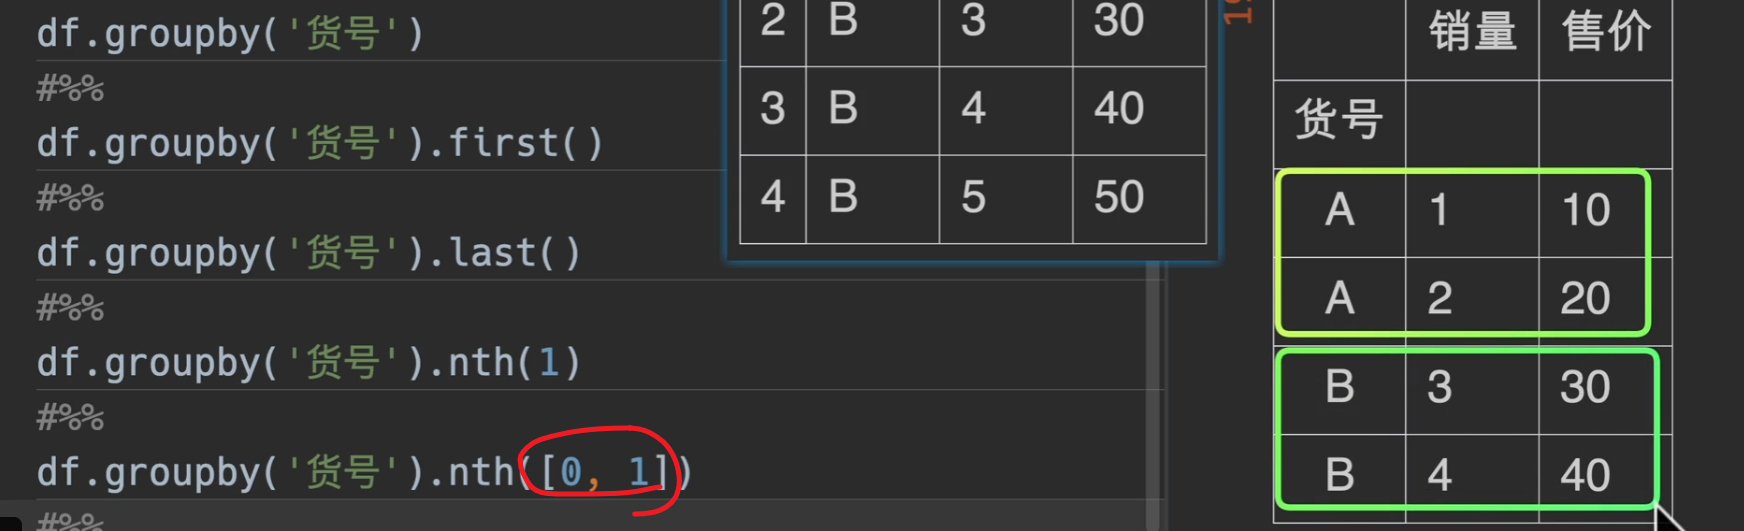 df.groupby('货号')
#%%
df.groupby('货号').first()
#%%
df.groupby('货号').last()
#%%
df.groupby('货号').nth(1)
#%%
df.groupby('货号').nth([0, 1])
#%%
2 B 3 30
3 B 4 40
4 B 5 50
销量 售价
货号
A 1 10
A 2 20
B 3 30
B 4 40